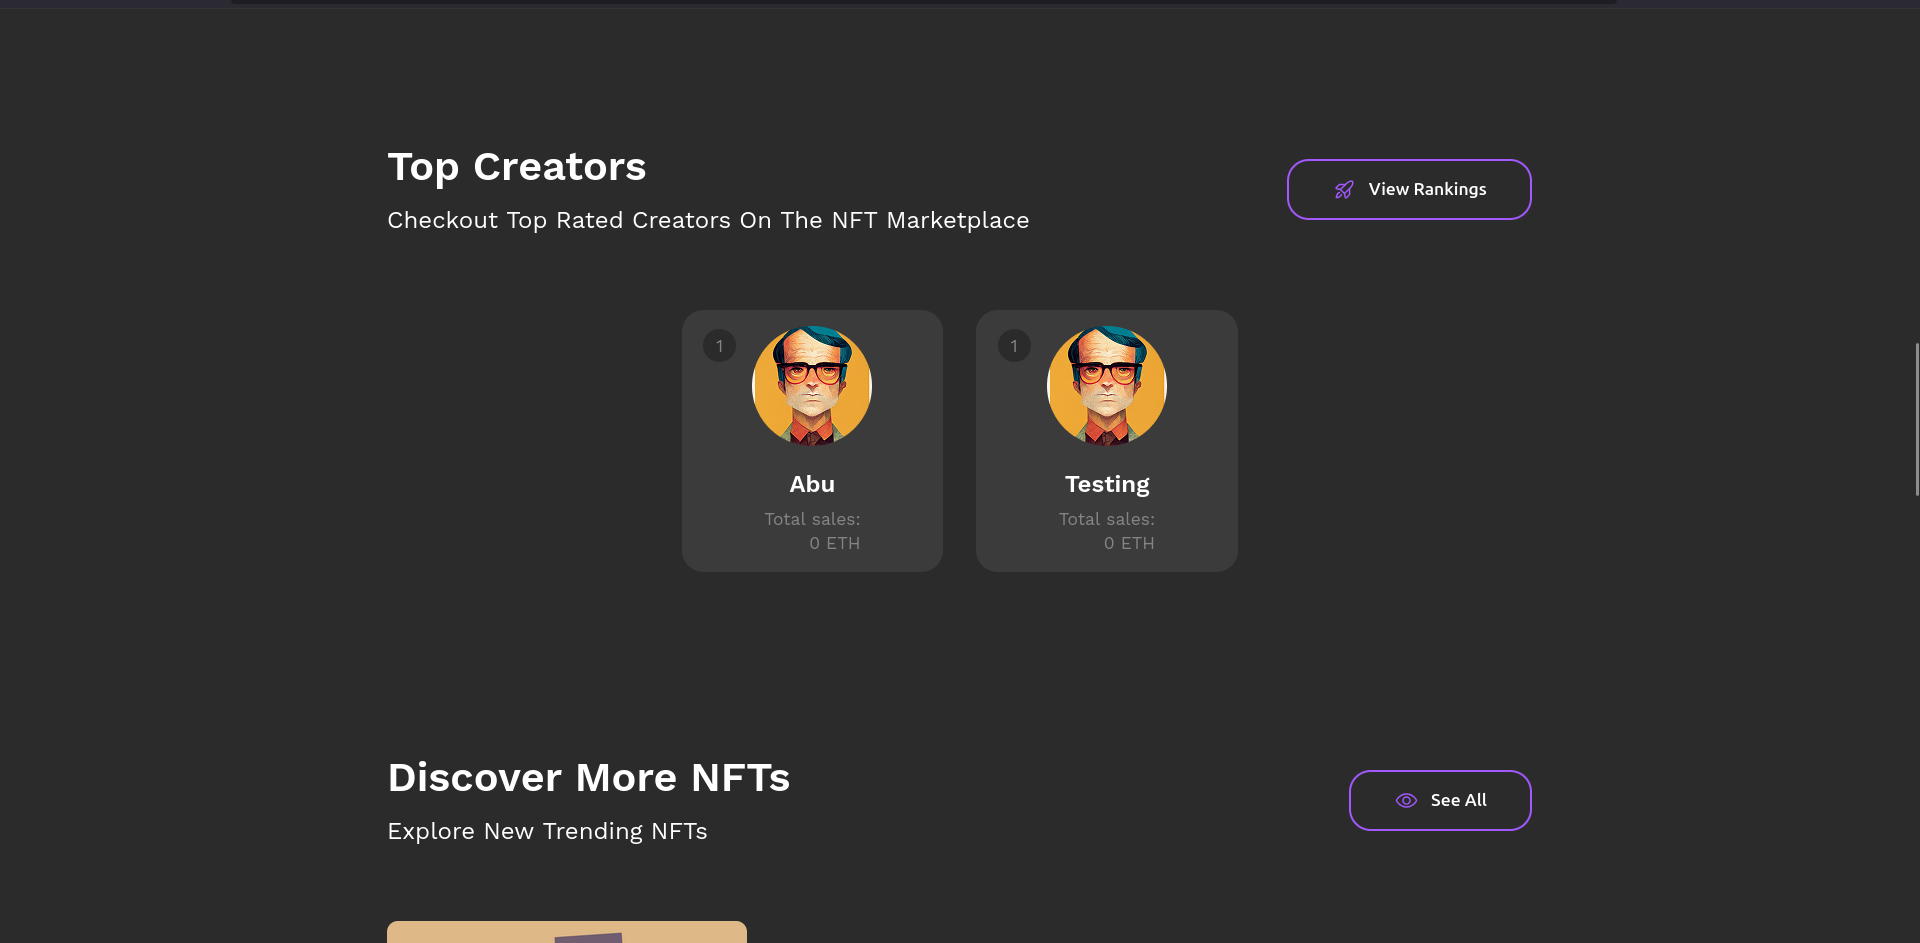 Top Creators
Checkout Top Rated Creators On The NFT Marketplace
View Rankings
1
Abu
Total sales:
0 ETH
1
Testing
Total sales:
0 ETH
Discover More NFTs
Explore New Trending NFTs
See All